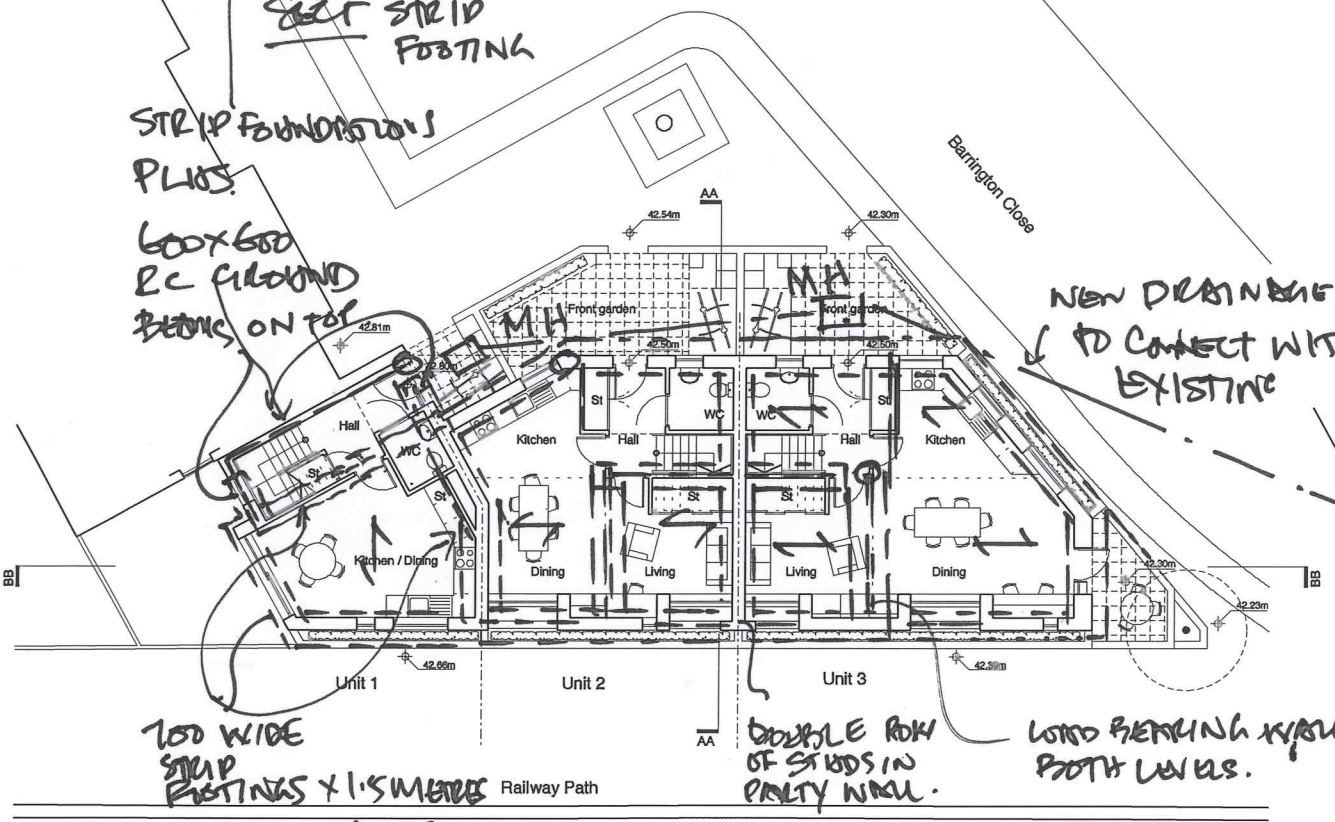 STRIP
FOOTING
STRIP FOUNDATIONS
PLUS
600 X 600
RC GROUND
BEAMS ON TOP
Barrington Close
AA
42.54m
42.30m
MH
Front garden
MH
Front garden
NEW DRAINAGE
TO CONNECT WIT
EXISTING
42.81m
42.80m
42.50m
42.50m
Hall
WC
St
St
Kitchen / Dining
Kitchen
St
WC
Hall
St
Dining
Living
WC
St
Hall
Kitchen
St
Living
Dining
BB
BB
42.30m
42.23m
42.66m
42.39m
Unit 1
Unit 2
Unit 3
AA
700 WIDE
STRIP
FOOTINGS X 1.5 METRES
Railway Path
DOUBLE ROW
OF STUDS IN
PARTY WALL.
LOAD BEARING WALL
BOTH LEVELS.